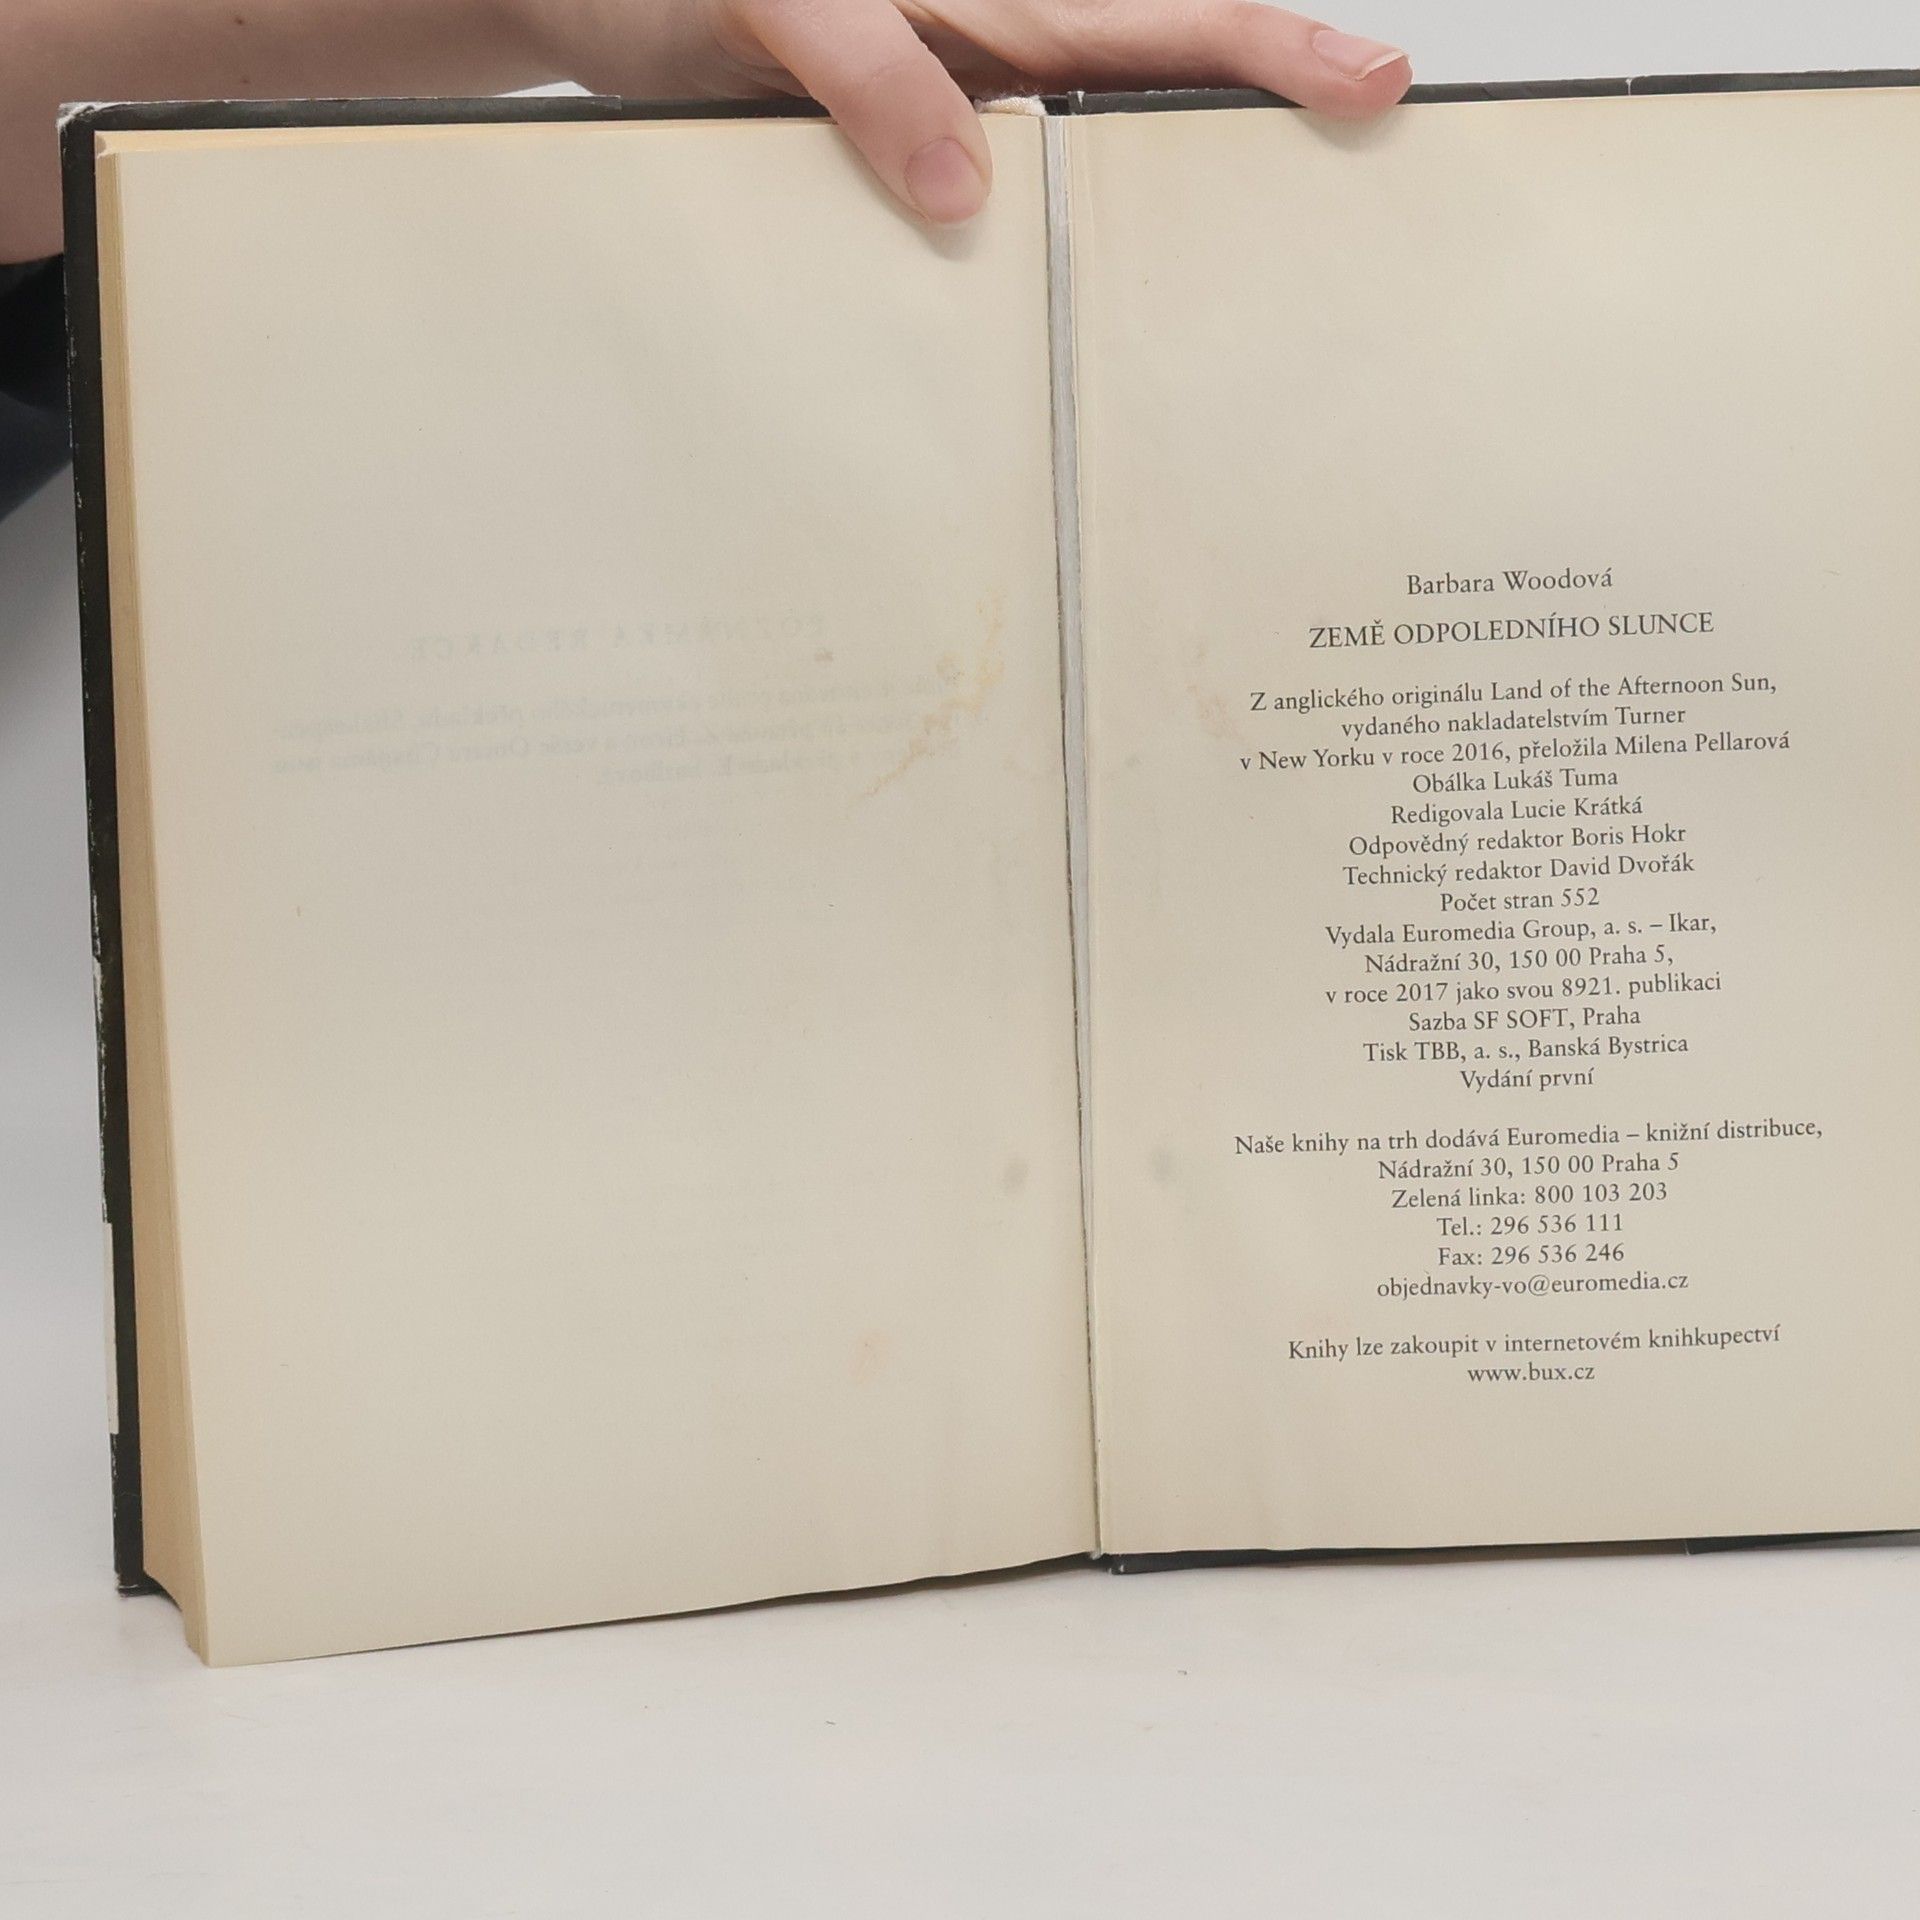 Barbara Woodová
ZEMĚ ODPOLEDNÍHO SLUNCE
Z anglického originálu Land of the Afternoon Sun,
vydaného nakladatelstvím Turner
v New Yorku v roce 2016, přeložila Milena Pellarová
Obálka Lukáš Tuma
Redigovala Lucie Krátká
Odpovědný redaktor Boris Hokr
Technický redaktor David Dvořák
Počet stran 552
Vydala Euromedia Group, a. s. – Ikar,
Nádražní 30, 150 00 Praha 5,
v roce 2017 jako svou 8921. publikaci
Sazba SF SOFT, Praha
Tisk TBB, a. s., Banská Bystrica
Vydání první
Naše knihy na trh dodává Euromedia – knižní distribuce,
Nádražní 30, 150 00 Praha 5
Zelená linka: 800 103 203
Tel.: 296 536 111
Fax: 296 536 246
objednavky-vo@euromedia.cz
Knihy lze zakoupit v internetovém knihkupectví
www.bux.cz